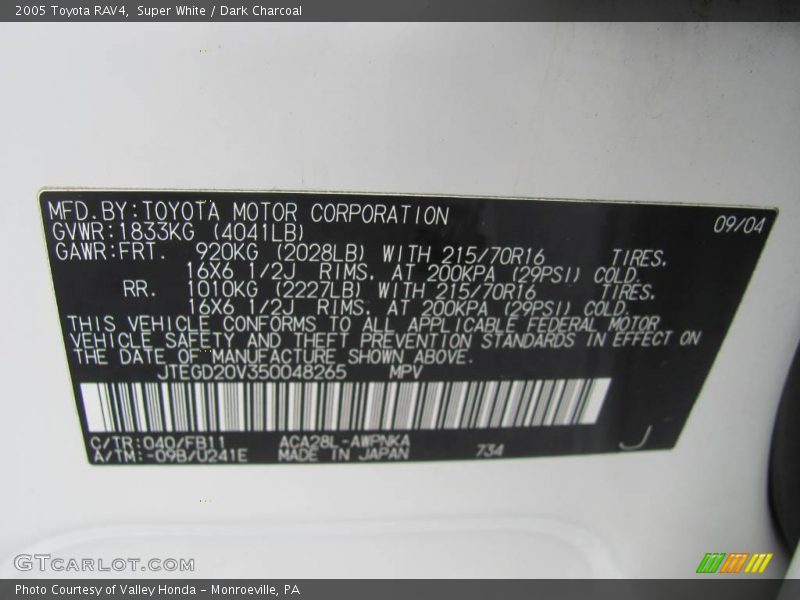 2005 Toyota RAV4,  Super White / Dark Charcoal
MFD.BY:TOYOTA MOTOR CORPORATION 09/04
GVWR:1833KG (4041LB)
GAWR:FRT. 920KG (2028LB) WITH 215/70R16 TIRES,
16X6 1/2J RIMS, AT 200KPA (29PSI) COLD.
RR. 1010KG (2227LB) WITH 215/70R16 TIRES,
16X6 1/2J RIMS, AT 200KPA (29PSI) COLD.
THIS VEHICLE CONFORMS TO ALL APPLICABLE FEDERAL MOTOR
VEHICLE SAFETY AND THEFT PREVENTION STANDARDS IN EFFECT ON
THE DATE OF MANUFACTURE SHOWN ABOVE.
JTEGD20V350048265 MPV
C/TR:040/FB11 ACA28L-AWPNKA
A/TM:-09B/U241E MADE IN JAPAN 734 J
GTCARLOT.COM
Photo Courtesy of Valley Honda - Monroeville, PA